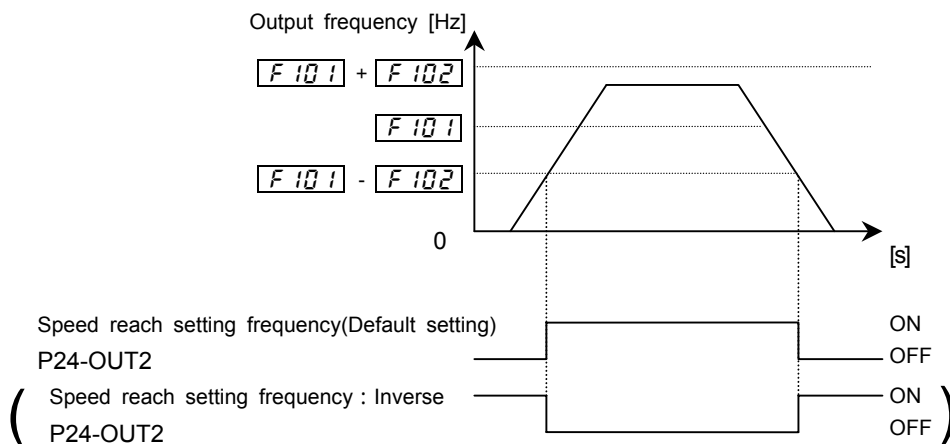 Output frequency [Hz]
F101 + F102
F101
F101 - F102
0
[s]
Speed reach setting frequency(Default setting)
P24-OUT2
ON
OFF
( Speed reach setting frequency : Inverse
P24-OUT2
ON
OFF )